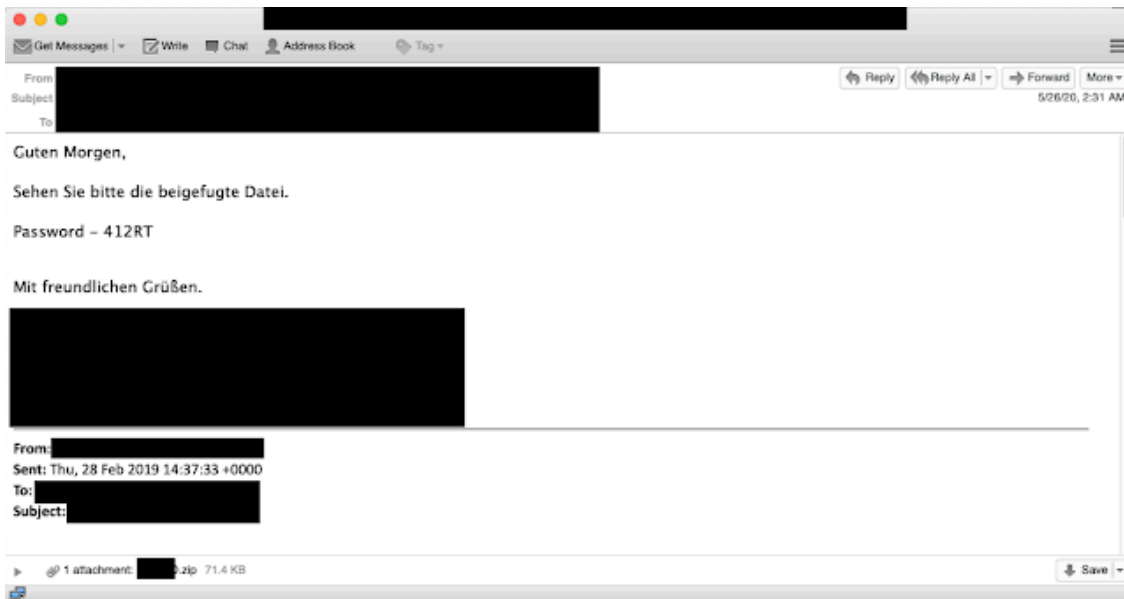 Get Messages Write Chat Address Book Tag
From Reply Reply All Forward More
Subject 5/26/20, 2:31 AM
To
Guten Morgen,
Sehen Sie bitte die beigefugte Datei.
Password – 412RT
Mit freundlichen Grüßen.
From:
Sent: Thu, 28 Feb 2019 14:37:33 +0000
To:
Subject:
1 attachment: .zip 71.4 KB Save